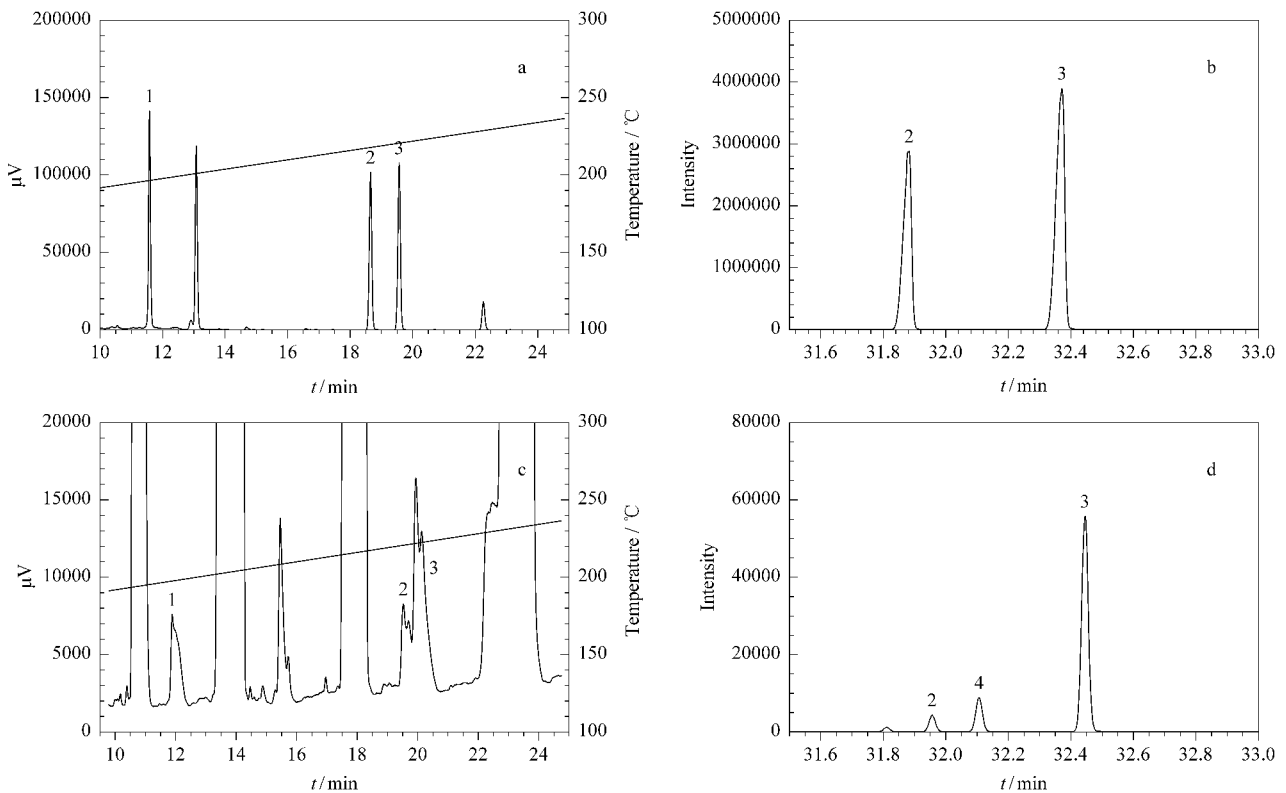 a
200000
150000
100000
50000
0
μV
300
250
200
150
100
Temperature / ℃
1
2
3
10 12 14 16 18 20 22 24
t / min
b
5000000
4000000
3000000
2000000
1000000
0
Intensity
2
3
31.6 31.8 32.0 32.2 32.4 32.6 32.8 33.0
t / min
c
20000
15000
10000
5000
0
μV
300
250
200
150
100
Temperature / ℃
1
2
3
10 12 14 16 18 20 22 24
t / min
d
80000
60000
40000
20000
0
Intensity
2
4
3
31.6 31.8 32.0 32.2 32.4 32.6 32.8 33.0
t / min